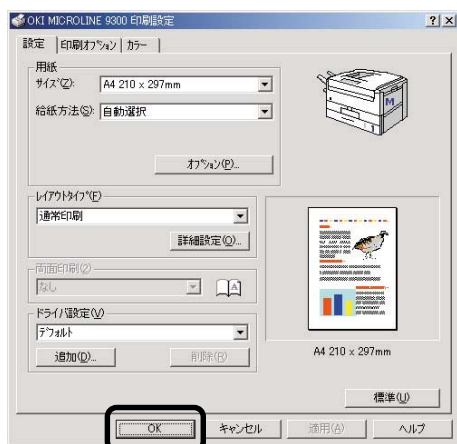 OKI MICROLINE 9300 印刷設定
設定 印刷オプション カラー
用紙
サイズ(Z): A4 210 x 297mm
給紙方法(S): 自動選択
オプション(P)...
M
レイアウトタイプ(F)
通常印刷
詳細設定(O)...
両面印刷(2)
なし
A
ドライバ設定(V)
デフォルト
追加(D)... 削除(R)
A4 210 x 297mm
標準(U)
OK キャンセル 適用(A) ヘルプ